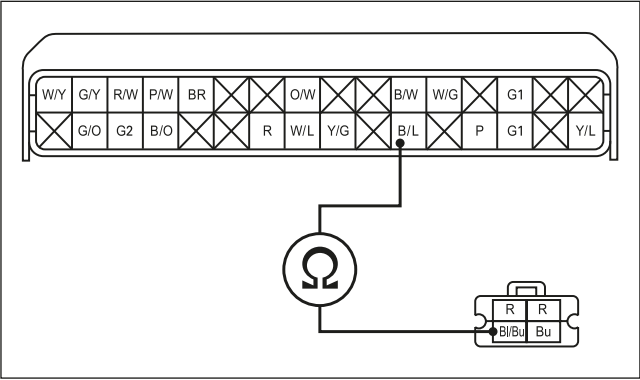 W/Y G/Y R/W P/W BR O/W B/W W/G G1
G/O G2 B/O R W/L Y/G B/L P G1 Y/L
Ω
R R
Bl/Bu Bu